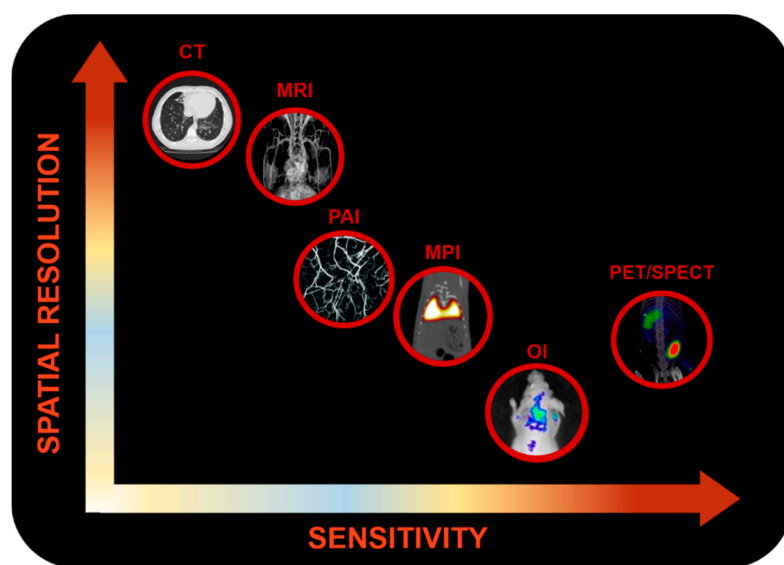 CT
MRI
PAI
MPI
PET/SPECT
OI
SPATIAL RESOLUTION
SENSITIVITY